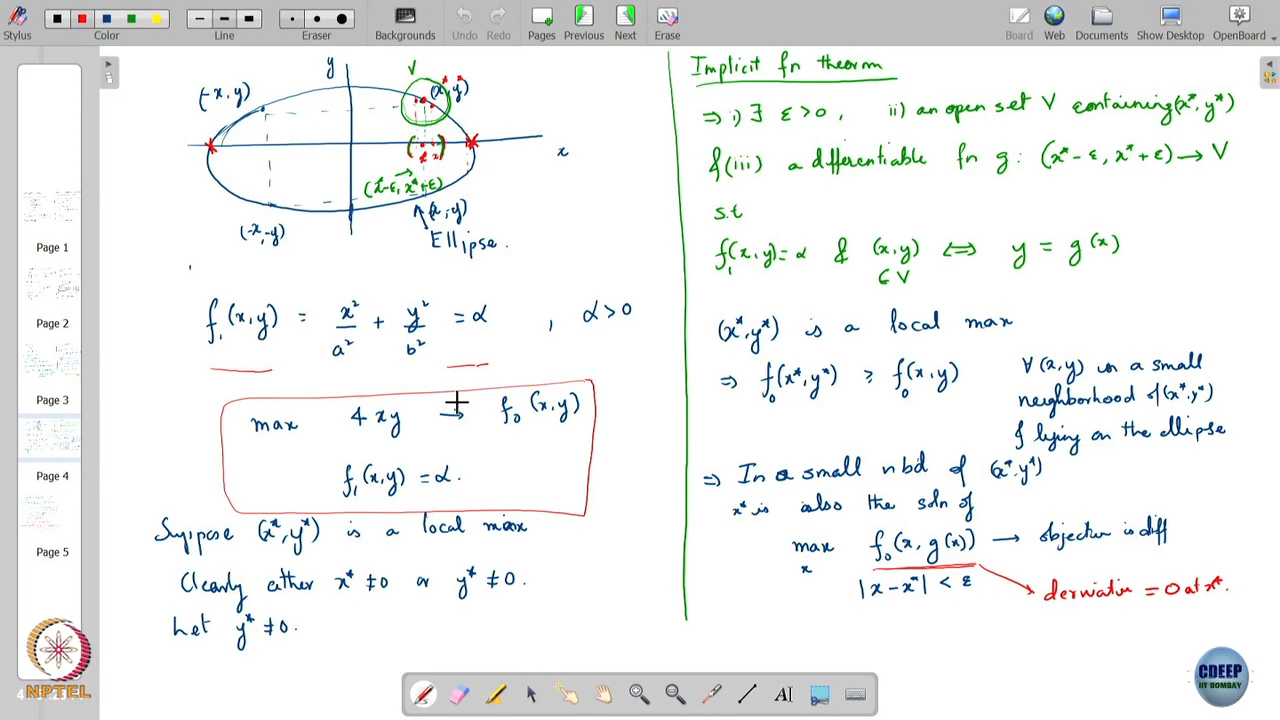 Stylus
Color
Line
Eraser
Backgrounds
Undo
Redo
Pages
Previous
Next
Erase
Board
Web
Documents
Show Desktop
OpenBoard
Page 1
Page 2
Page 3
Page 4
Page 5
y
V
(-x, y)
(x*, y*)
x
(x*-ε, x*+ε)
(x, -y)
(-x, -y)
Ellipse.
f₁(x, y) = x²/a² + y²/b² = α , α > 0
max 4xy → f₀(x, y)
f₁(x, y) = α.
Suppose (x*, y*) is a local max
Clearly either x* ≠ 0 or y* ≠ 0.
Let y* ≠ 0.
Implicit fn theorem
⇒ i) ∃ ε > 0, ii) an open set V containing (x*, y*)
& (iii) a differentiable fn g: (x* - ε, x* + ε) → V
s.t
f₁(x, y) = α & (x, y) ⇔ y = g(x)
∈ V
(x*, y*) is a local max
⇒ f₀(x*, y*) ≥ f₀(x, y) ∀(x, y) in a small
neighborhood of (x*, y*)
& lying on the ellipse
⇒ In a small nbd of (x*, y*)
x* is also the soln of
max f₀(x, g(x)) → objective is diff
x |x - x*| < ε
derivative = 0 at x*.
NPTEL
CDEEP
IIT BOMBAY